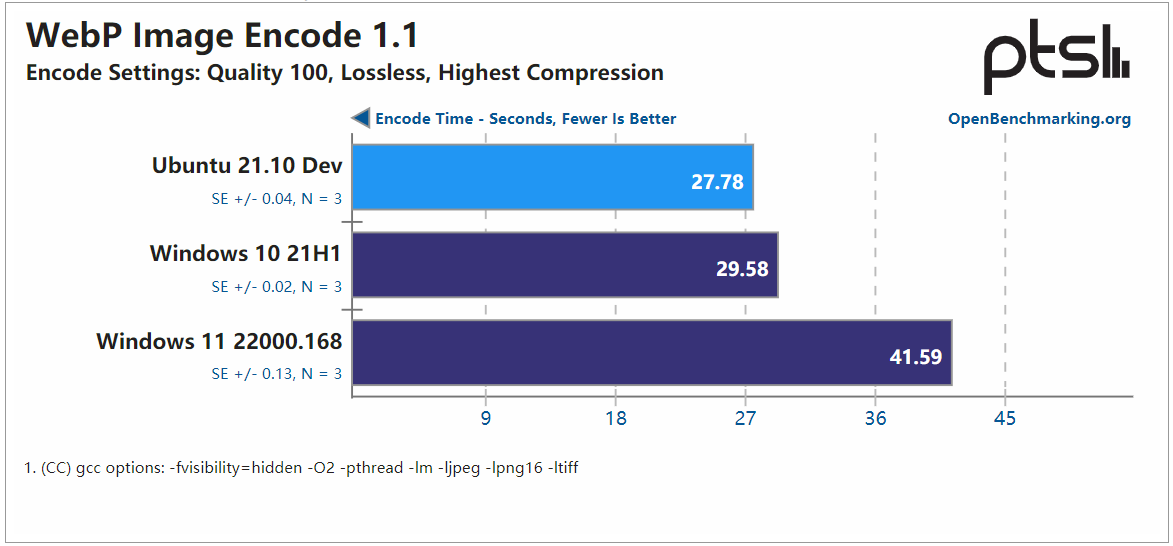 WebP Image Encode 1.1
Encode Settings: Quality 100, Lossless, Highest Compression
ptsl
Encode Time - Seconds, Fewer Is Better
OpenBenchmarking.org
Ubuntu 21.10 Dev
SE +/- 0.04, N = 3
27.78
Windows 10 21H1
SE +/- 0.02, N = 3
29.58
Windows 11 22000.168
SE +/- 0.13, N = 3
41.59
9 18 27 36 45
1. (CC) gcc options: -fvisibility=hidden -O2 -pthread -lm -ljpeg -lpng16 -ltiff